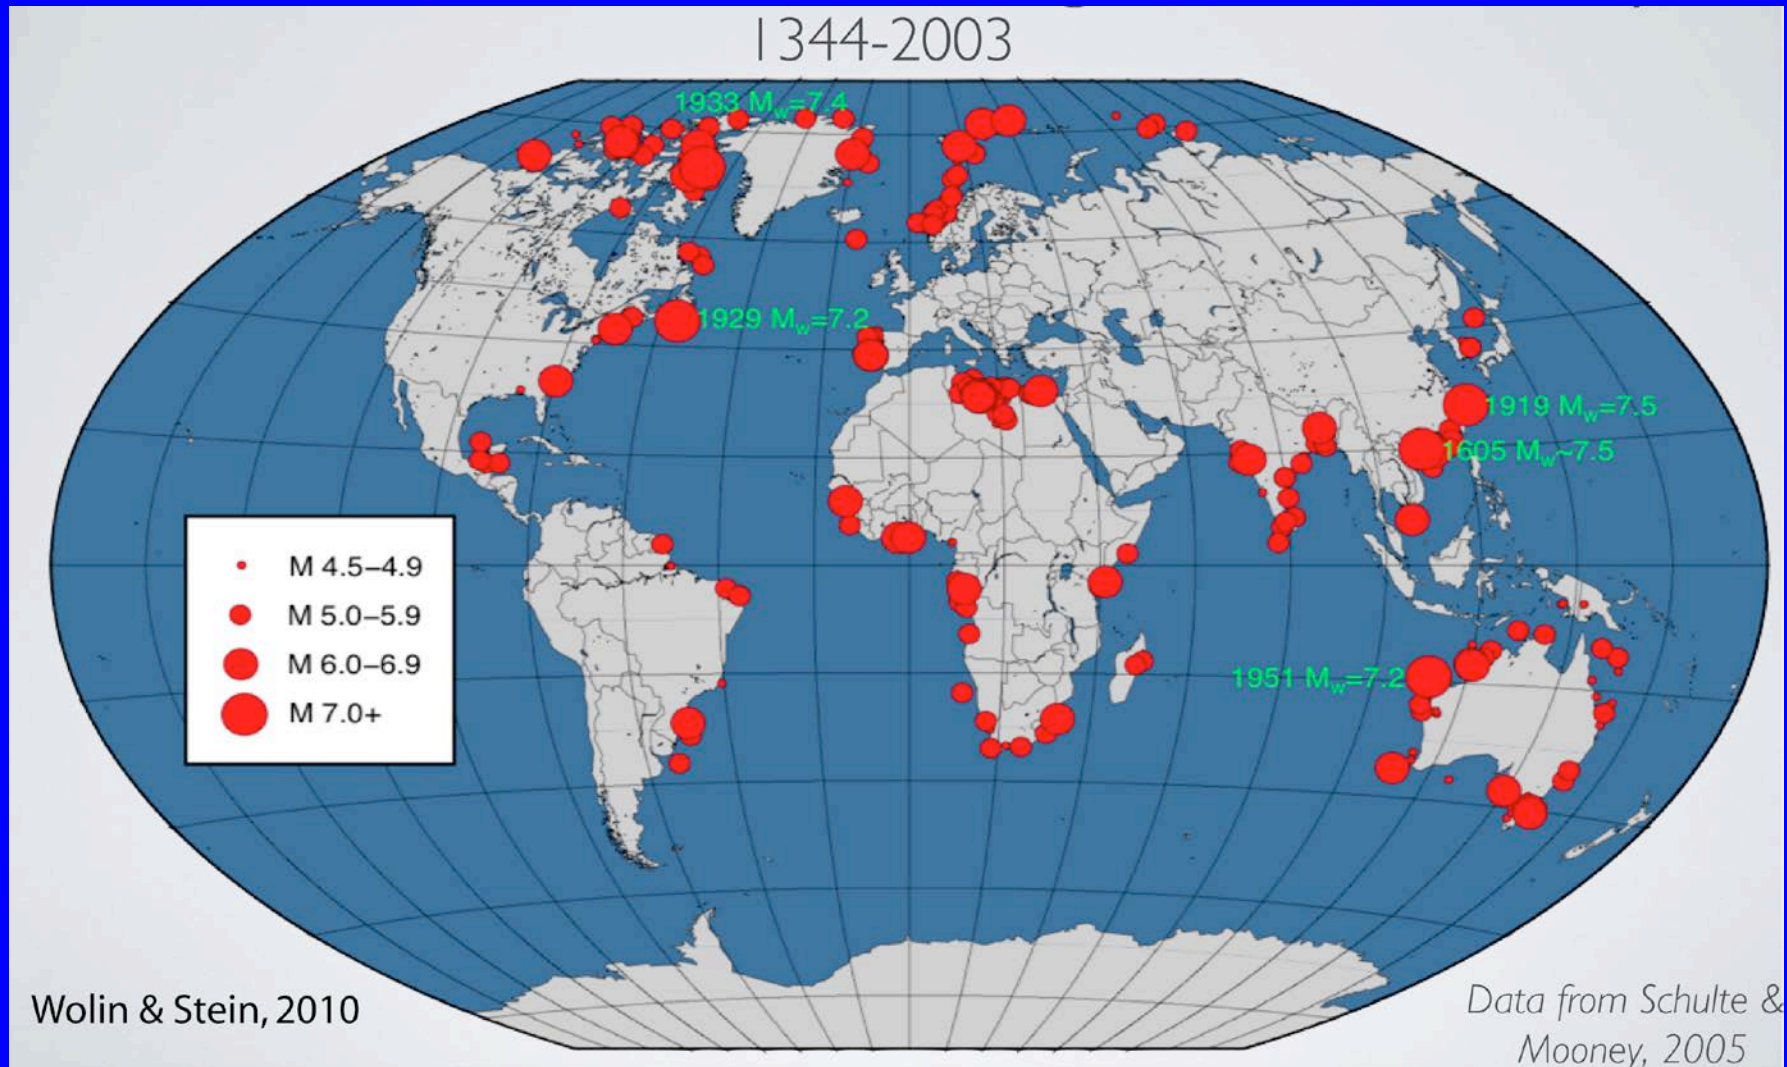 1344-2003
1933 Mw=7.4
1929 Mw=7.2
1919 Mw=7.5
1605 Mw~7.5
M 4.5–4.9
M 5.0–5.9
M 6.0–6.9
M 7.0+
1951 Mw=7.2
Wolin & Stein, 2010
Data from Schulte &
Mooney, 2005